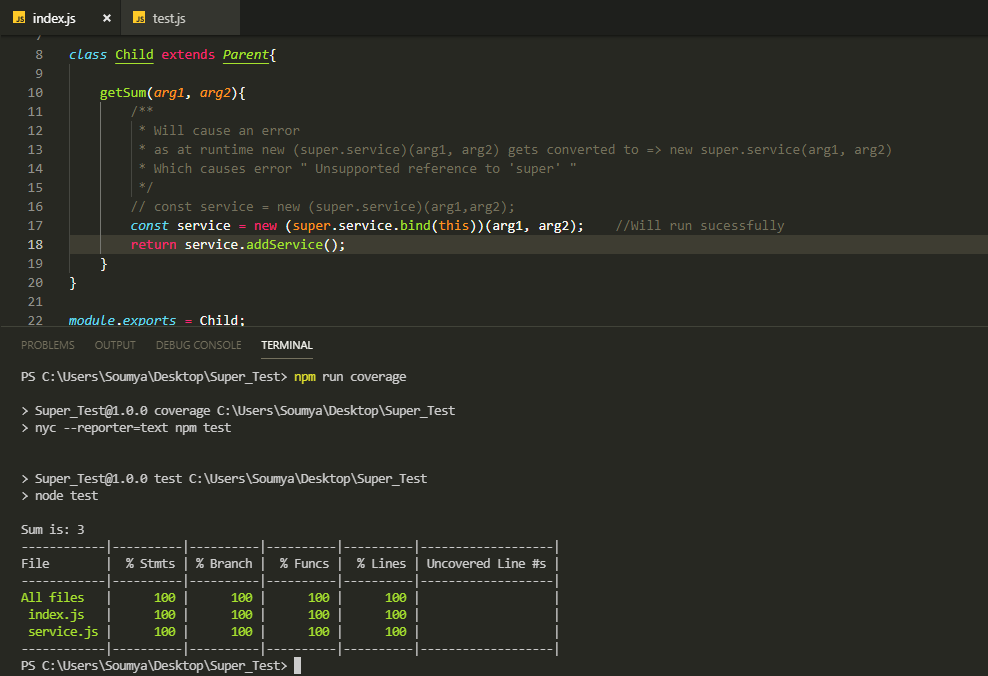 JS index.js × JS test.js
7
8 class Child extends Parent{
9
10 getSum(arg1, arg2){
11 /**
12 * Will cause an error
13 * as at runtime new (super.service)(arg1, arg2) gets converted to => new super.service(arg1, arg2)
14 * Which causes error " Unsupported reference to 'super' "
15 */
16 // const service = new (super.service)(arg1,arg2);
17 const service = new (super.service.bind(this))(arg1, arg2); //Will run sucessfully
18 return service.addService();
19 }
20 }
21
22 module.exports = Child;
PROBLEMS OUTPUT DEBUG CONSOLE TERMINAL
PS C:\Users\Soumya\Desktop\Super_Test> npm run coverage
> Super_Test@1.0.0 coverage C:\Users\Soumya\Desktop\Super_Test
> nyc --reporter=text npm test
> Super_Test@1.0.0 test C:\Users\Soumya\Desktop\Super_Test
> node test
Sum is: 3
------------|----------|----------|----------|----------|-------------------|
File | % Stmts | % Branch | % Funcs | % Lines | Uncovered Line #s |
------------|----------|----------|----------|----------|-------------------|
All files | 100 | 100 | 100 | 100 | |
index.js | 100 | 100 | 100 | 100 | |
service.js | 100 | 100 | 100 | 100 | |
------------|----------|----------|----------|----------|-------------------|
PS C:\Users\Soumya\Desktop\Super_Test>